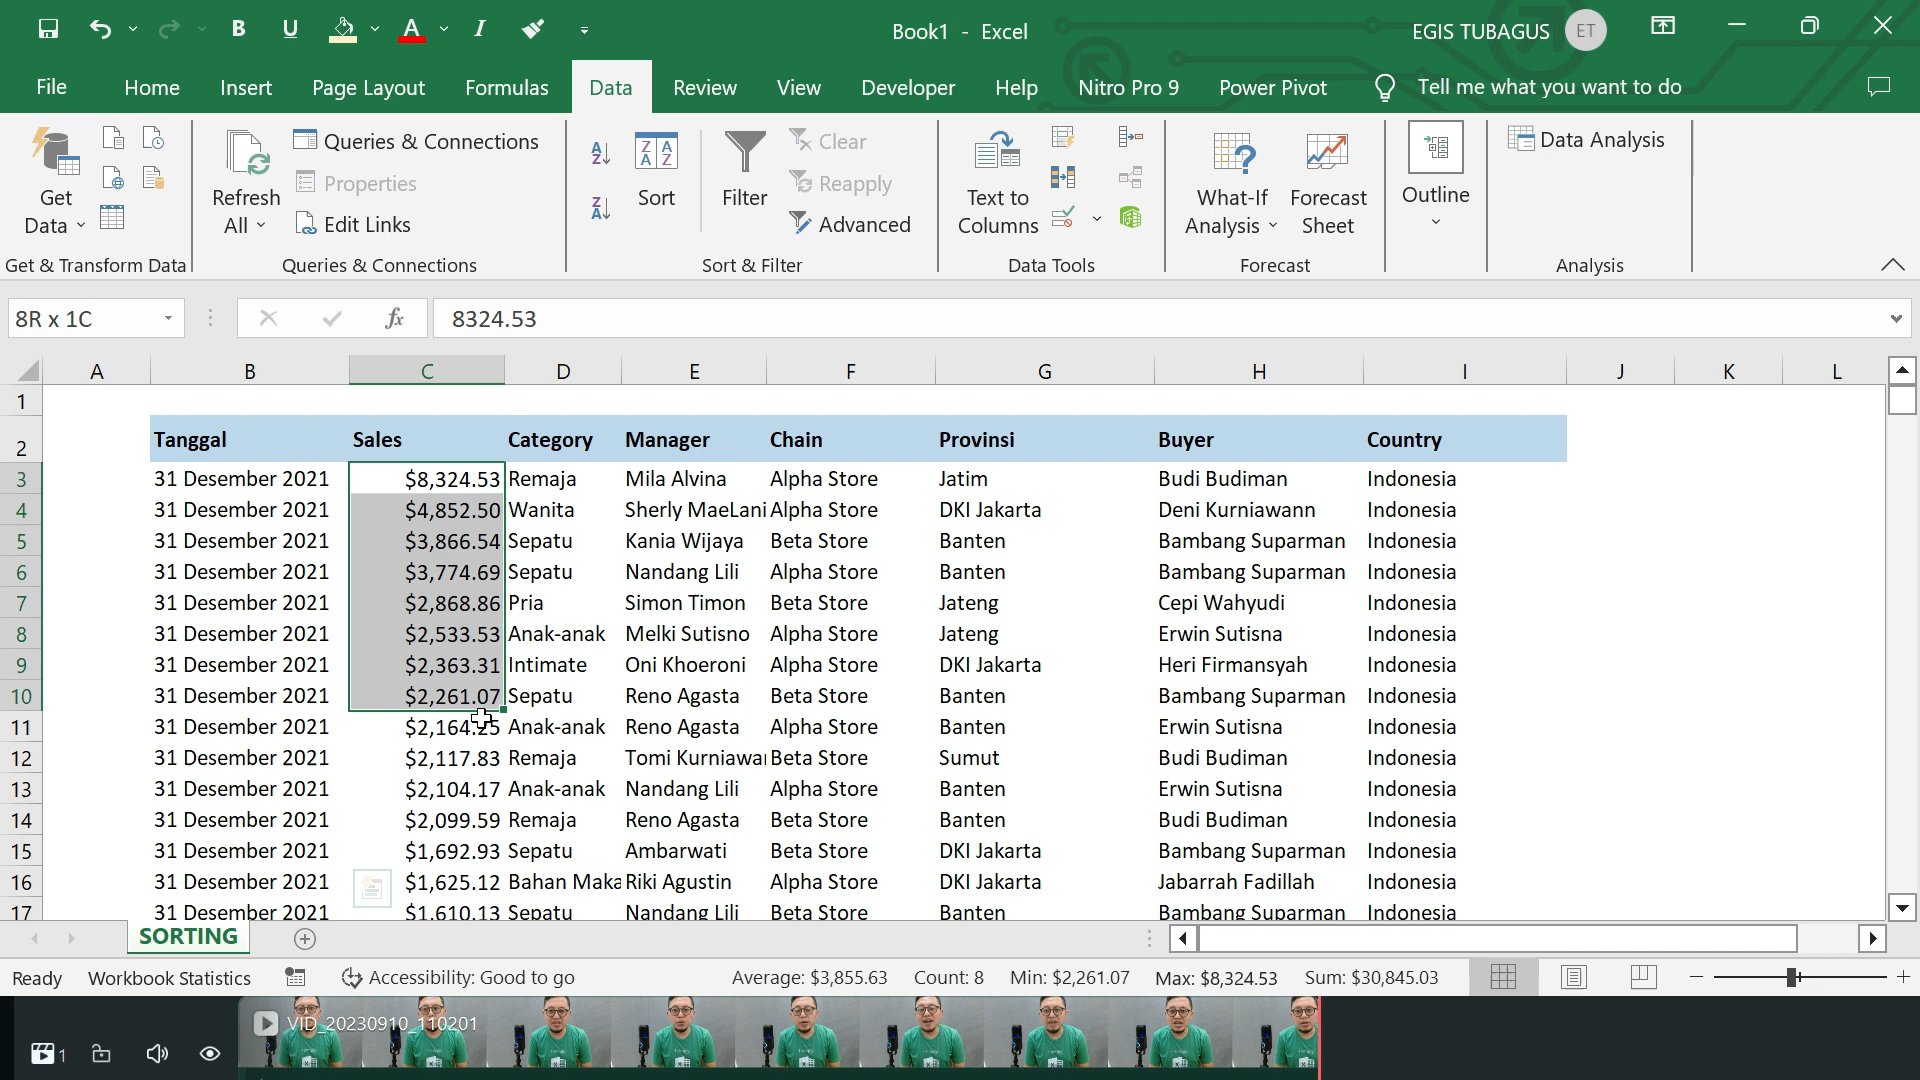 B U A I Book1 - Excel EGIS TUBAGUS ET
File Home Insert Page Layout Formulas Data Review View Developer Help Nitro Pro 9 Power Pivot Tell me what you want to do
Get Data
Get & Transform Data
Refresh All
Queries & Connections
Properties
Edit Links
Queries & Connections
Sort
Filter
Clear
Reapply
Advanced
Sort & Filter
Text to Columns
Data Tools
What-If Analysis
Forecast Sheet
Forecast
Outline
Data Analysis
Analysis
8R x 1C fx 8324.53
A B C D E F G H I J K L
1
2 Tanggal Sales Category Manager Chain Provinsi Buyer Country
3 31 Desember 2021 $8,324.53 Remaja Mila Alvina Alpha Store Jatim Budi Budiman Indonesia
4 31 Desember 2021 $4,852.50 Wanita Sherly MaeLani Alpha Store DKI Jakarta Deni Kurniawann Indonesia
5 31 Desember 2021 $3,866.54 Sepatu Kania Wijaya Beta Store Banten Bambang Suparman Indonesia
6 31 Desember 2021 $3,774.69 Sepatu Nandang Lili Alpha Store Banten Bambang Suparman Indonesia
7 31 Desember 2021 $2,868.86 Pria Simon Timon Beta Store Jateng Cepi Wahyudi Indonesia
8 31 Desember 2021 $2,533.53 Anak-anak Melki Sutisno Alpha Store Jateng Erwin Sutisna Indonesia
9 31 Desember 2021 $2,363.31 Intimate Oni Khoeroni Alpha Store DKI Jakarta Heri Firmansyah Indonesia
10 31 Desember 2021 $2,261.07 Sepatu Reno Agasta Beta Store Banten Bambang Suparman Indonesia
11 31 Desember 2021 $2,164.25 Anak-anak Reno Agasta Alpha Store Banten Erwin Sutisna Indonesia
12 31 Desember 2021 $2,117.83 Remaja Tomi Kurniawan Beta Store Sumut Budi Budiman Indonesia
13 31 Desember 2021 $2,104.17 Anak-anak Nandang Lili Alpha Store Banten Erwin Sutisna Indonesia
14 31 Desember 2021 $2,099.59 Remaja Reno Agasta Beta Store Banten Budi Budiman Indonesia
15 31 Desember 2021 $1,692.93 Sepatu Ambarwati Beta Store DKI Jakarta Bambang Suparman Indonesia
16 31 Desember 2021 $1,625.12 Bahan Maka Riki Agustin Alpha Store DKI Jakarta Jabarrah Fadillah Indonesia
17 31 Desember 2021 $1,610.13 Sepatu Nandang Lili Beta Store Banten Bambang Suparman Indonesia
SORTING
Ready Workbook Statistics Accessibility: Good to go Average: $3,855.63 Count: 8 Min: $2,261.07 Max: $8,324.53 Sum: $30,845.03
VID_20230910_110201
1